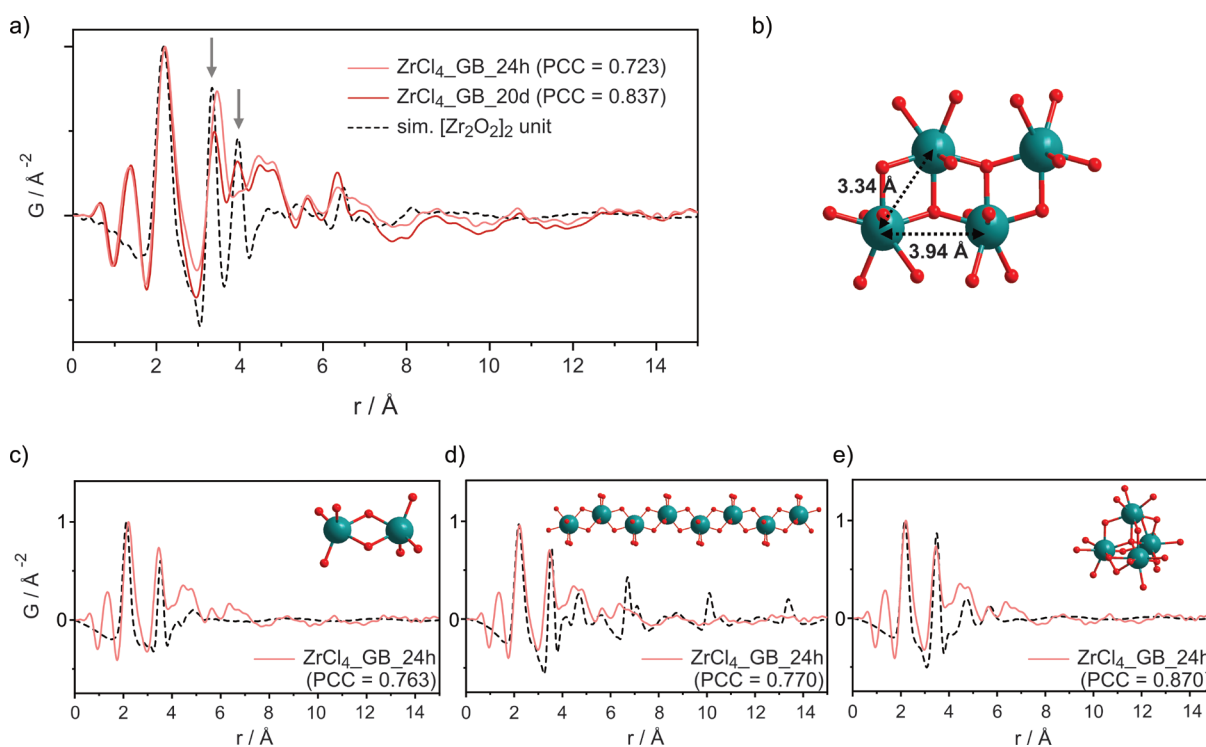 a)
G / Å⁻²
ZrCl₄_GB_24h (PCC = 0.723)
ZrCl₄_GB_20d (PCC = 0.837)
sim. [Zr₂O₂]₂ unit
0 2 4 6 8 10 12 14
r / Å
b)
3.34 Å
3.94 Å
c)
G / Å⁻²
1
0
ZrCl₄_GB_24h
(PCC = 0.763)
0 2 4 6 8 10 12 14
r / Å
d)
ZrCl₄_GB_24h
(PCC = 0.770)
0 2 4 6 8 10 12 14
r / Å
e)
G / Å⁻²
1
0
ZrCl₄_GB_24h
(PCC = 0.870)
0 2 4 6 8 10 12 14
r / Å